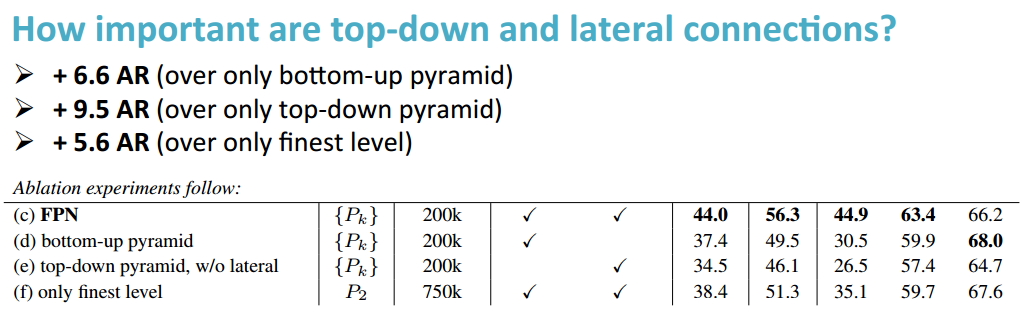 How important are top-down and lateral connections?
➢ + 6.6 AR (over only bottom-up pyramid)
➢ + 9.5 AR (over only top-down pyramid)
➢ + 5.6 AR (over only finest level)
Ablation experiments follow:
(c) FPN {Pk} 200k ✓ ✓ 44.0 56.3 44.9 63.4 66.2
(d) bottom-up pyramid {Pk} 200k ✓ 37.4 49.5 30.5 59.9 68.0
(e) top-down pyramid, w/o lateral {Pk} 200k ✓ 34.5 46.1 26.5 57.4 64.7
(f) only finest level P2 750k ✓ ✓ 38.4 51.3 35.1 59.7 67.6